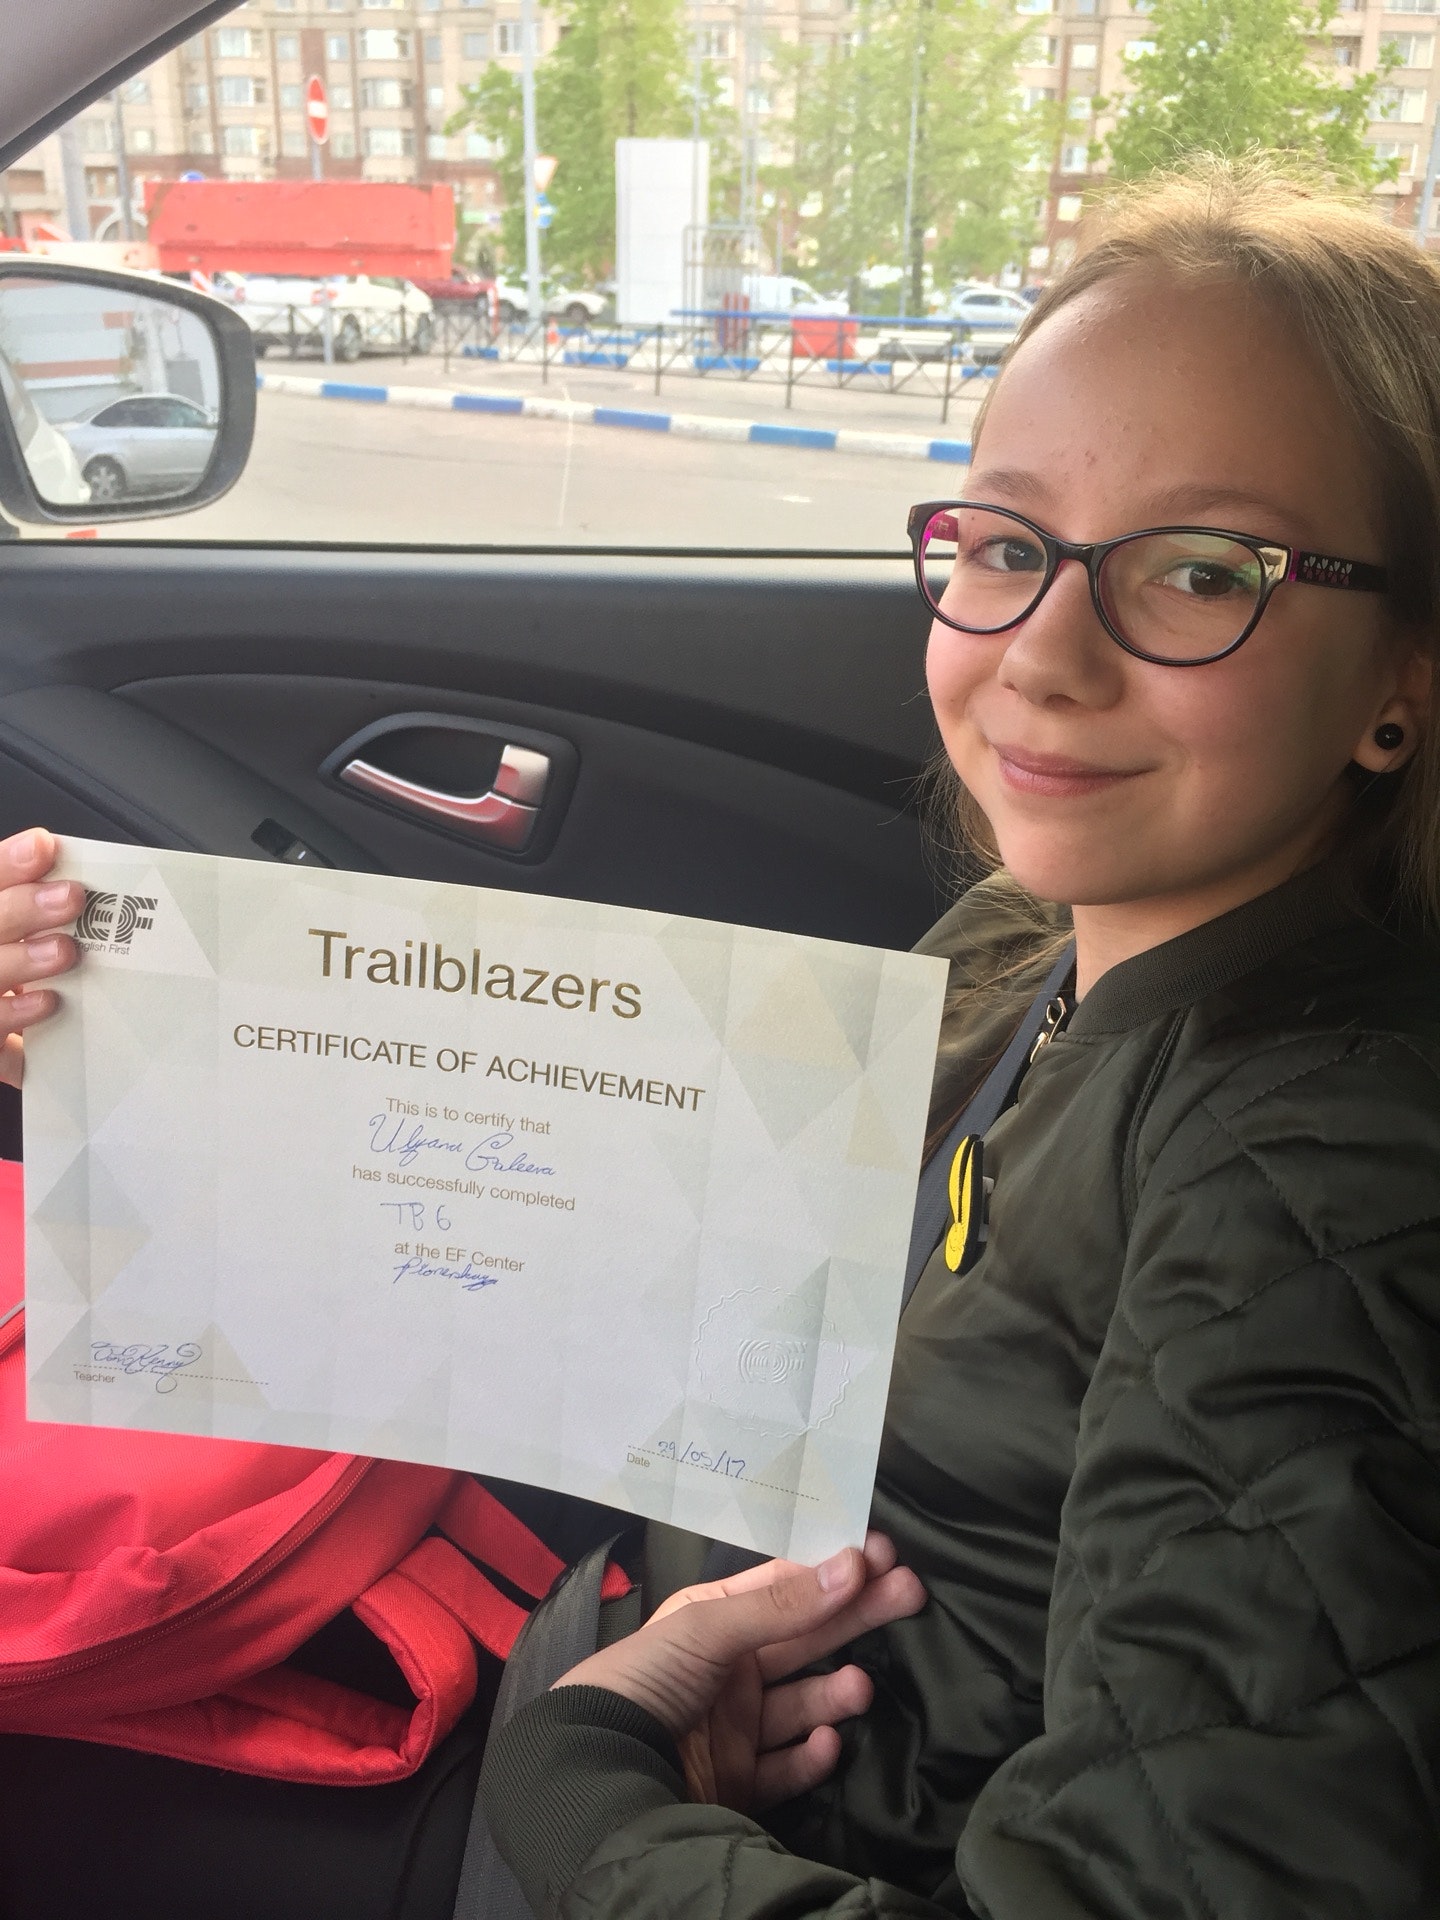 EF
English First
Trailblazers
CERTIFICATE OF ACHIEVEMENT
This is to certify that
Ulyana Galeeva
has successfully completed
TB 6
at the EF Center
Teacher
29/05/17
Date